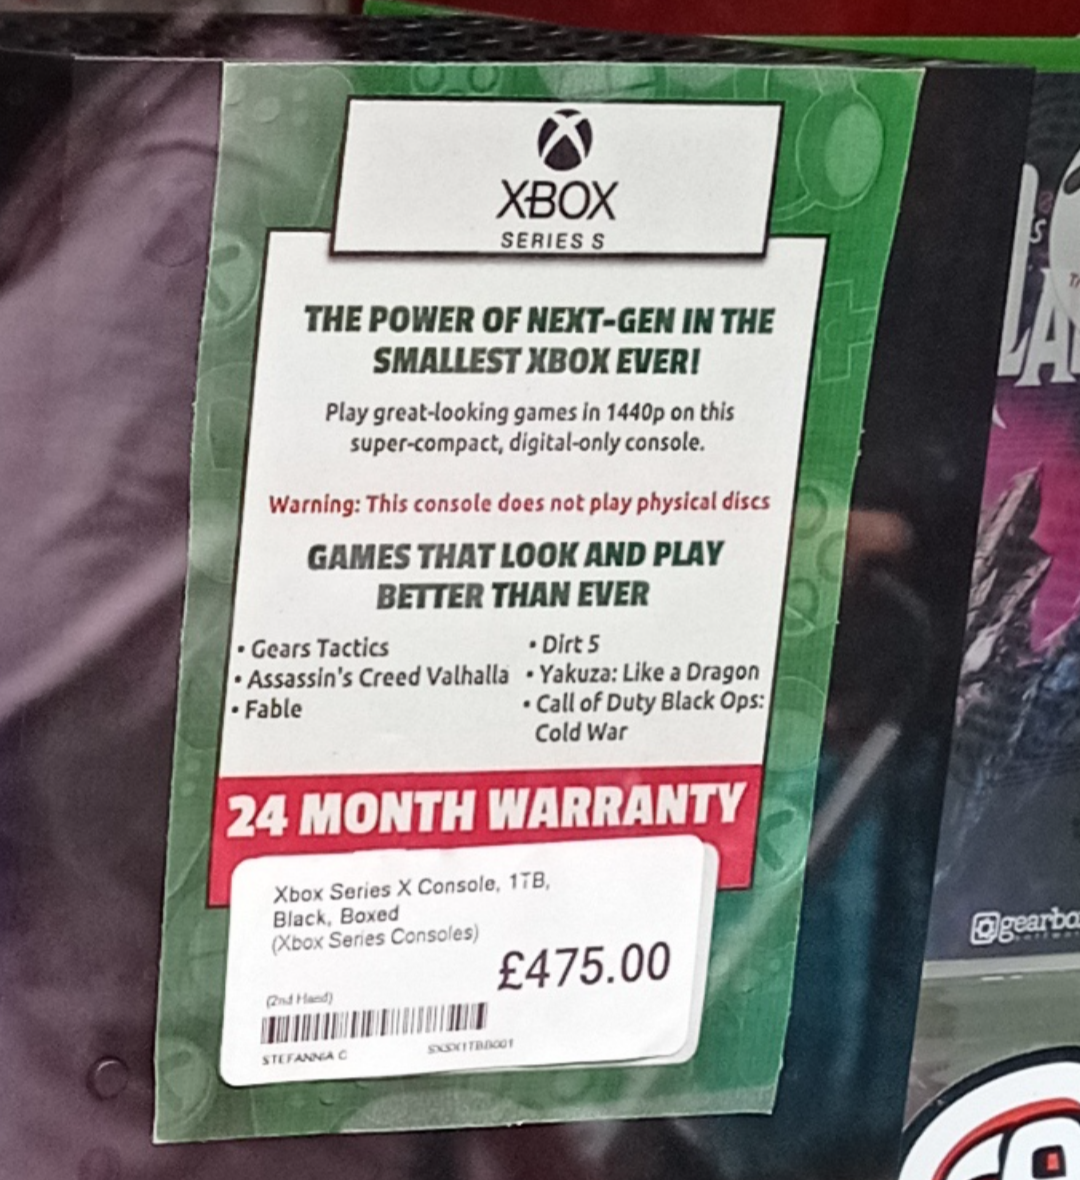 XBOX
SERIES S
THE POWER OF NEXT-GEN IN THE
SMALLEST XBOX EVER!
Play great-looking games in 1440p on this
super-compact, digital-only console.
Warning: This console does not play physical discs
GAMES THAT LOOK AND PLAY
BETTER THAN EVER
• Gears Tactics
• Assassin's Creed Valhalla
• Fable
• Dirt 5
• Yakuza: Like a Dragon
• Call of Duty Black Ops:
Cold War
24 MONTH WARRANTY
Xbox Series X Console, 1TB,
Black, Boxed
(Xbox Series Consoles)
£475.00
(2nd Hand)
STEFANNIA C
SXSX1TBB001
gearbo